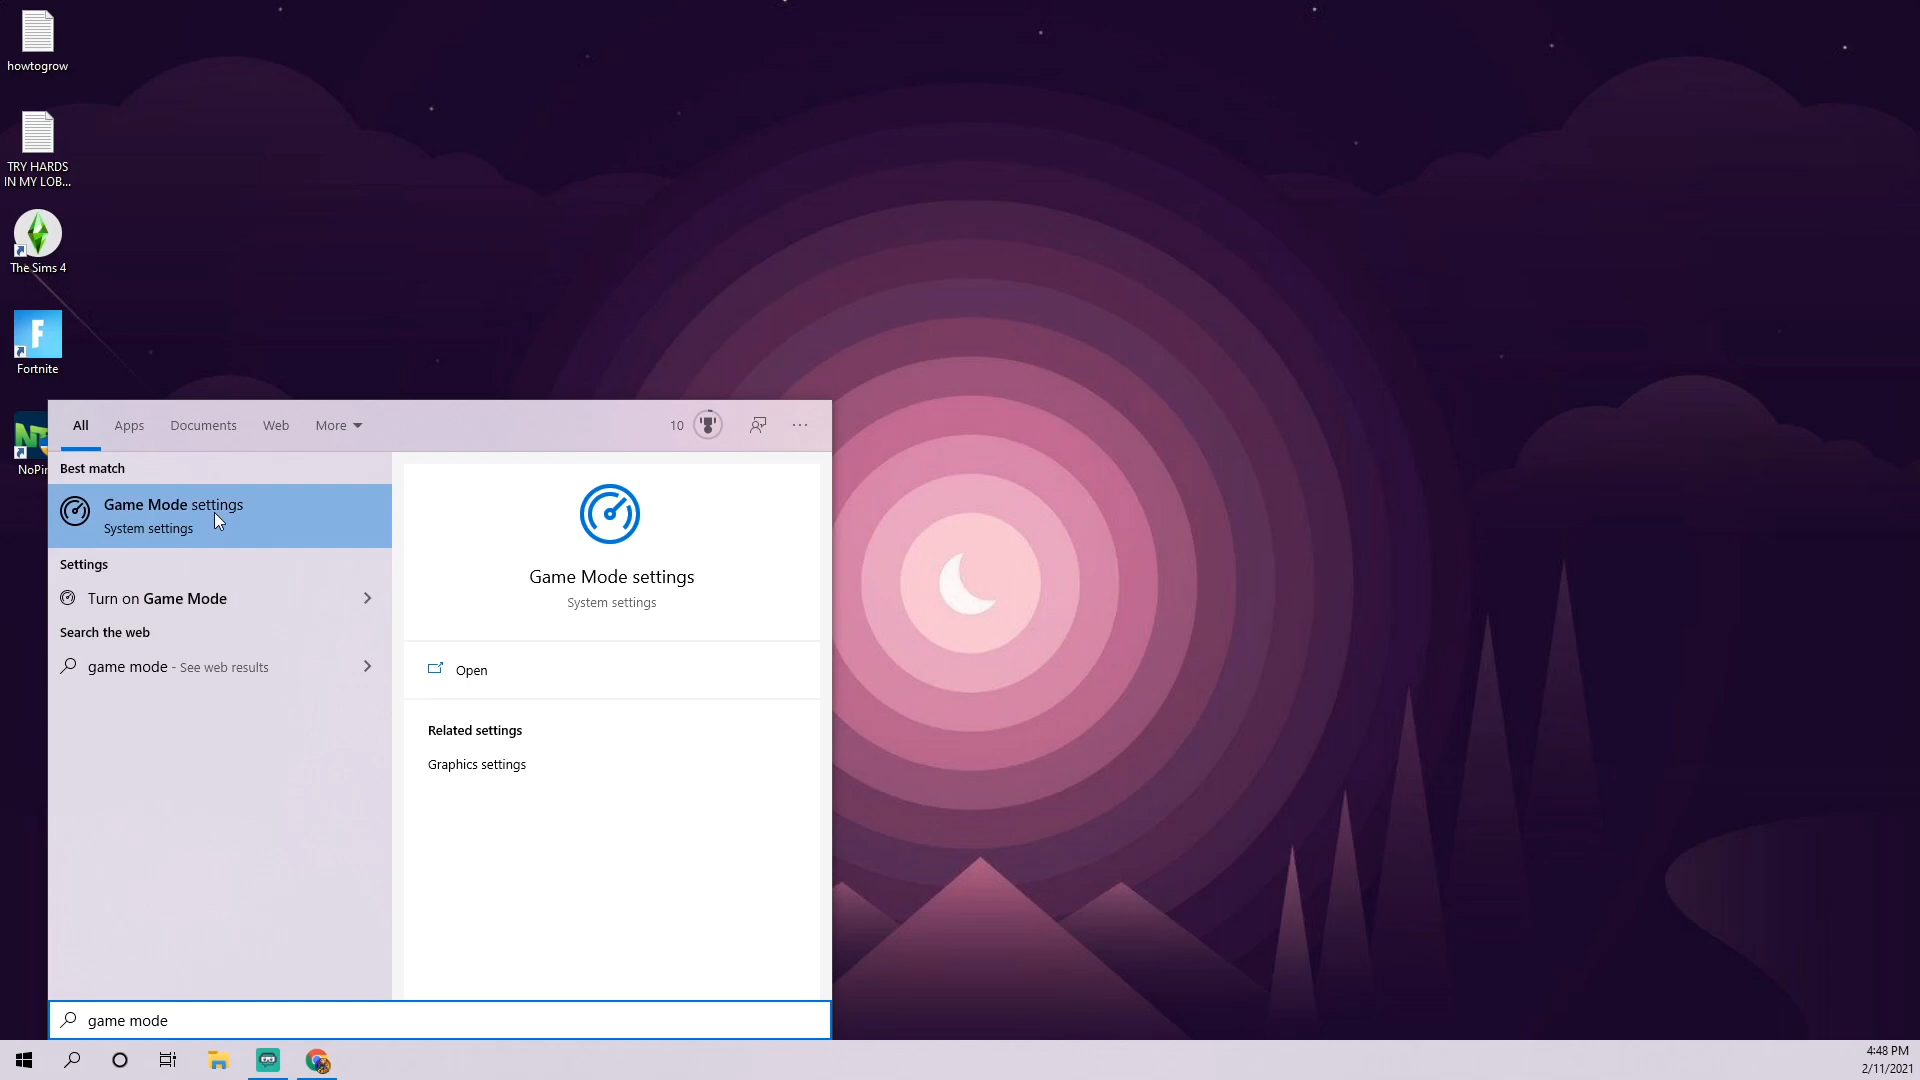 howtogrow
TRY HARDS
IN MY LOB...
The Sims 4
F
Fortnite
NoPin
All
Apps
Documents
Web
More
10
...
Best match
Game Mode settings
System settings
Settings
Turn on Game Mode
Search the web
game mode - See web results
Game Mode settings
System settings
Open
Related settings
Graphics settings
game mode
4:48 PM
2/11/2021